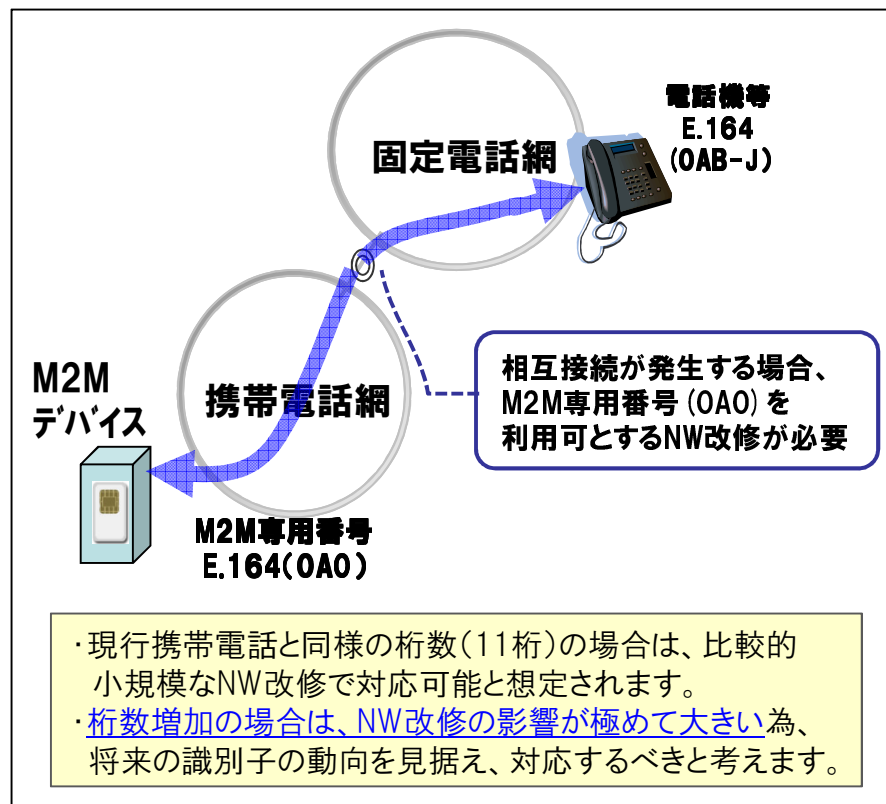 電話機等
E.164
(0AB-J)
固定電話網
相互接続が発生する場合、
M2M専用番号(0A0)を
利用可とするNW改修が必要
M2M
デバイス
携帯電話網
M2M専用番号
E.164(0A0)
・現行携帯電話と同様の桁数(11桁)の場合は、比較的
小規模なNW改修で対応可能と想定されます。
・桁数増加の場合は、NW改修の影響が極めて大きい為、
将来の識別子の動向を見据え、対応するべきと考えます。